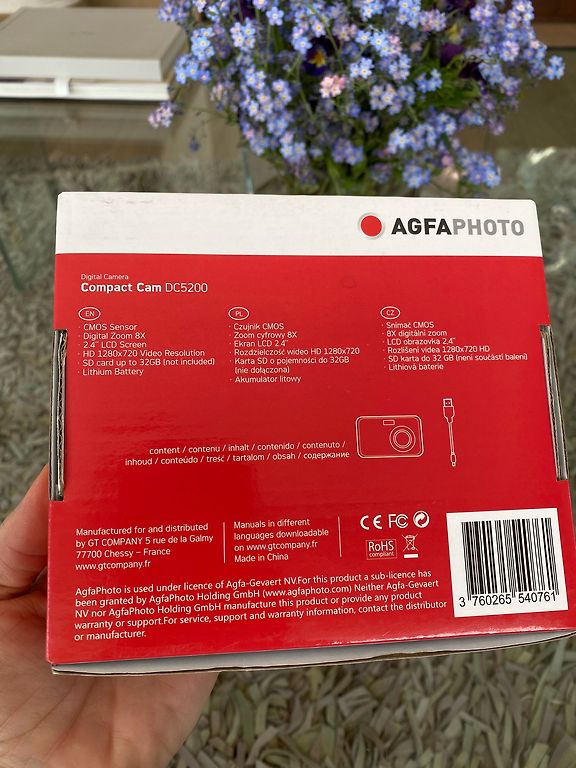 AGFAPHOTO
Digital Camera
Compact Cam DC5200
EN
· CMOS Sensor
· Digital Zoom 8X
· 2.4" LCD Screen
· HD 1280x720 Video Resolution
· SD card up to 32GB (not included)
· Lithium Battery
PL
· Czujnik CMOS
· Zoom cyfrowy 8X
· Ekran LCD 2.4"
· Rozdzielczość wideo HD 1280x720
· Karta SD o pojemności do 32GB
(nie dołączona)
· Akumulator litowy
CZ
· Snímač CMOS
· 8X digitální zoom
· LCD obrazovka 2,4"
· Rozlišení videa 1280x720 HD
· SD karta do 32 GB (není součástí balení)
· Lithiová baterie
content / contenu / inhalt / contenido / contenuto /
inhoud / conteúdo / treść / tartalom / obsah / содержание
Manufactured for and distributed
by GT COMPANY 5 rue de la Galmy
77700 Chessy – France
www.gtcompany.fr
Manuals in different
languages downloadable
on www.gtcompany.fr
Made in China
CE FC
RoHS
compliant
AgfaPhoto is used under licence of Agfa-Gevaert NV.For this product a sub-licence has
been granted by AgfaPhoto Holding GmbH (www.agfaphoto.com) Neither Agfa-Gevaert
NV nor AgfaPhoto Holding GmbH manufacture this product or provide any product
warranty or support.For service, support and warranty information, contact the distributor
or manufacturer.
3 760265 540761